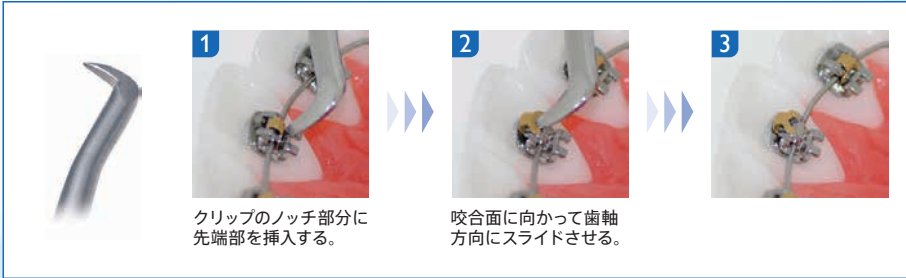 1
クリップのノッチ部分に
先端部を挿入する。
2
咬合面に向かって歯軸
方向にスライドさせる。
3